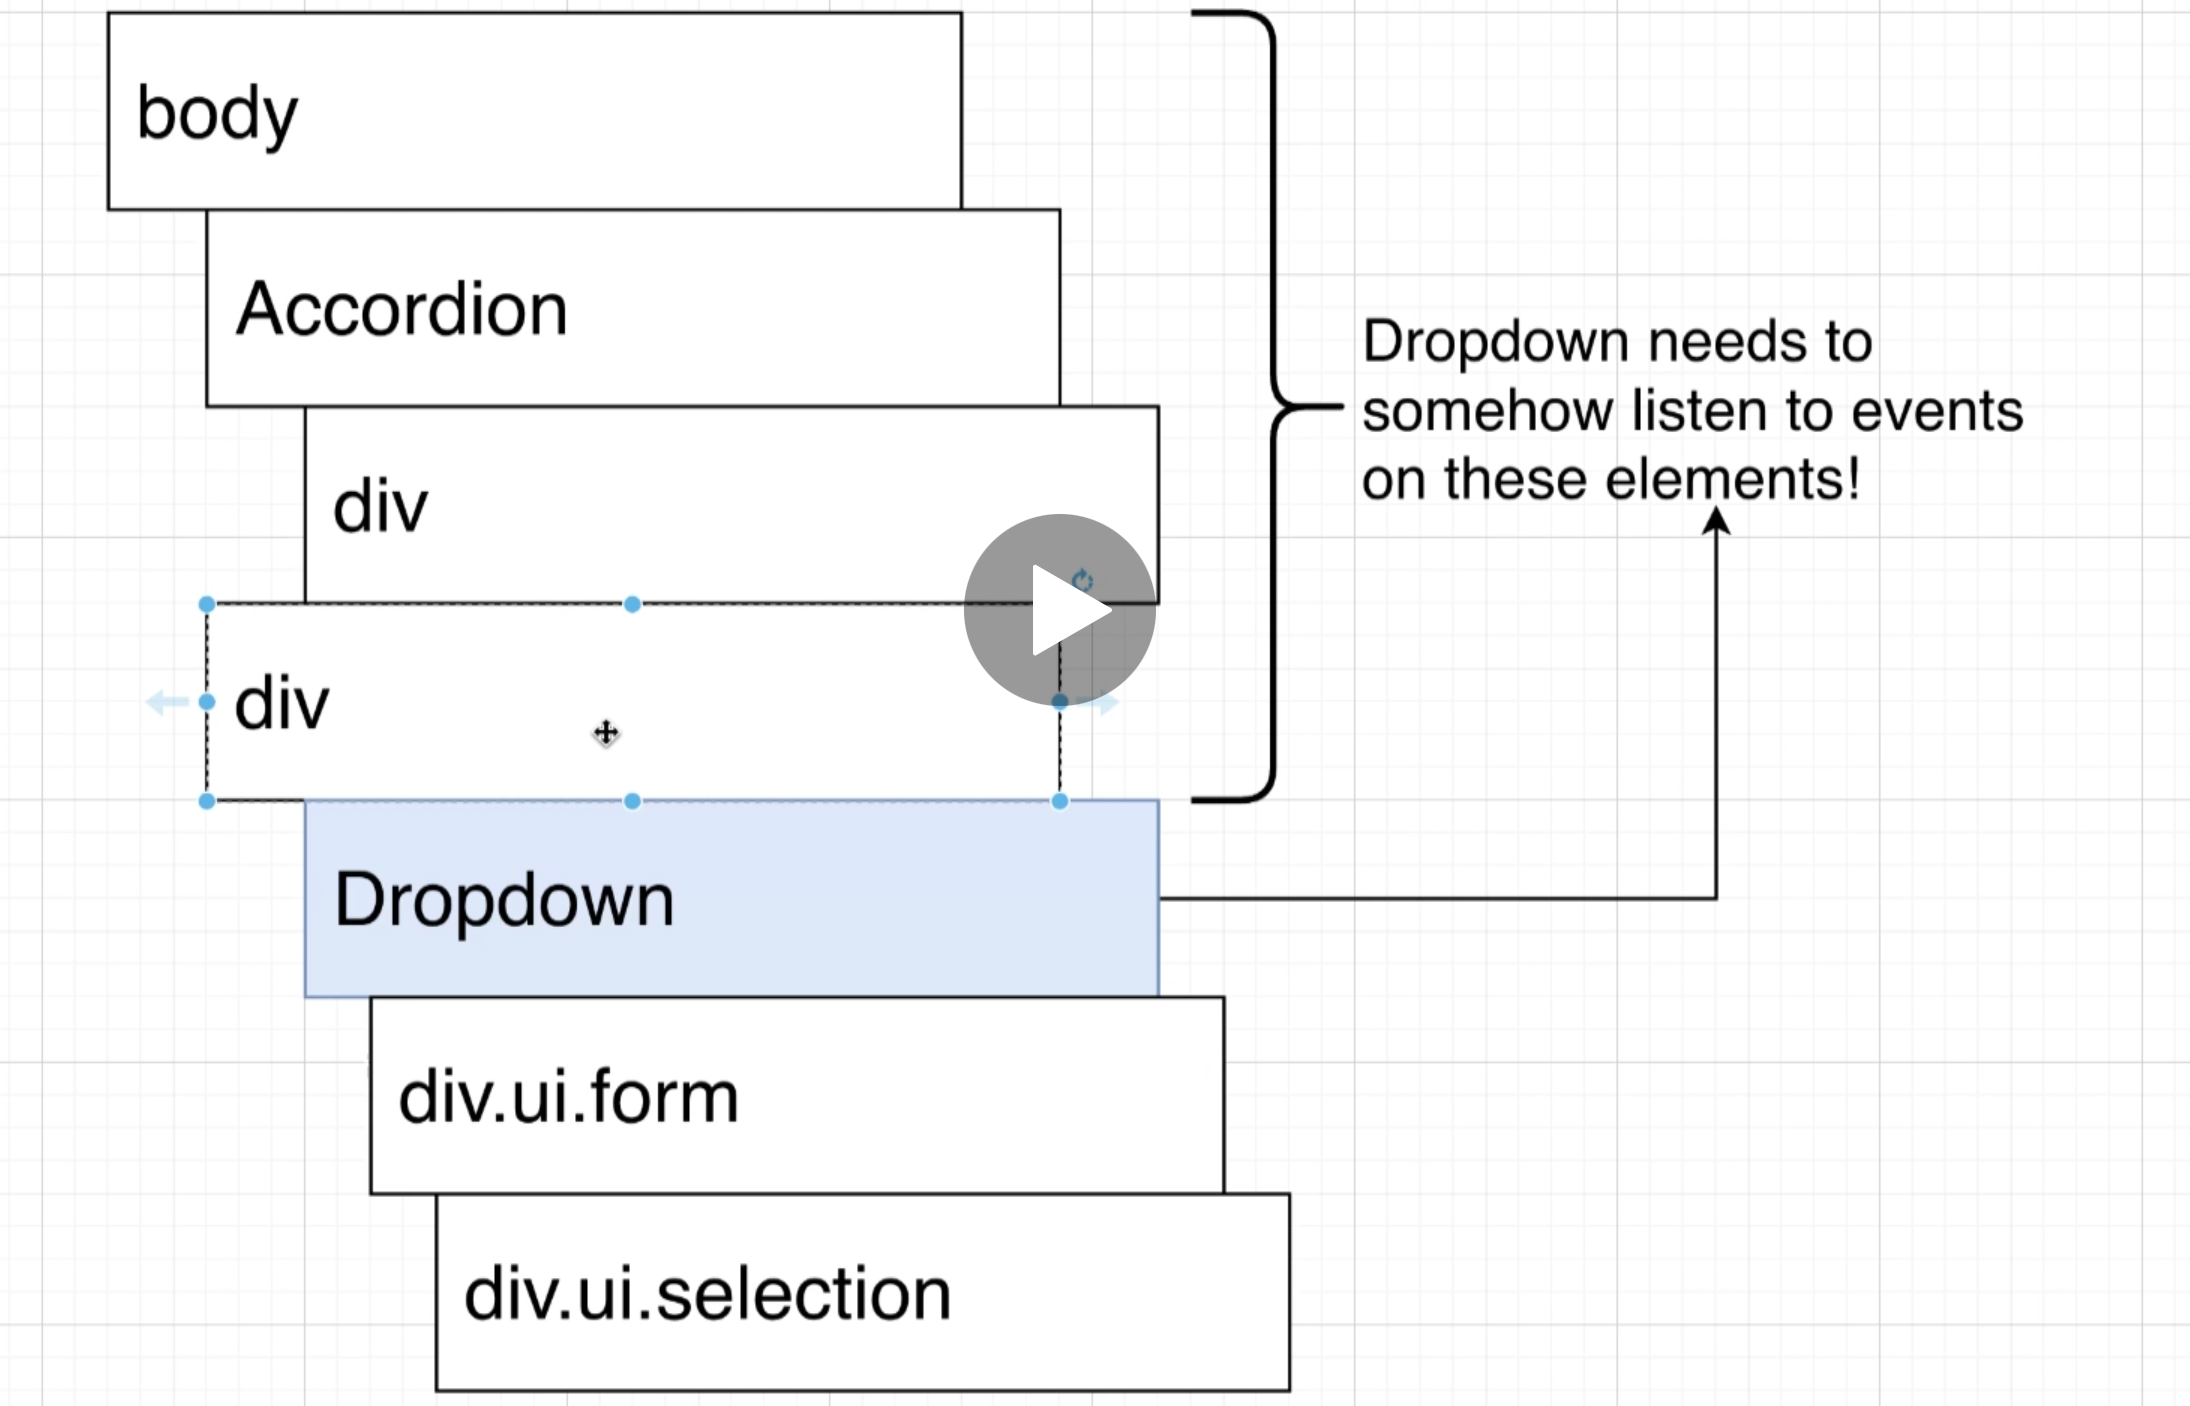 body
Accordion
div
div
Dropdown
div.ui.form
div.ui.selection
Dropdown needs to
somehow listen to events
on these elements!